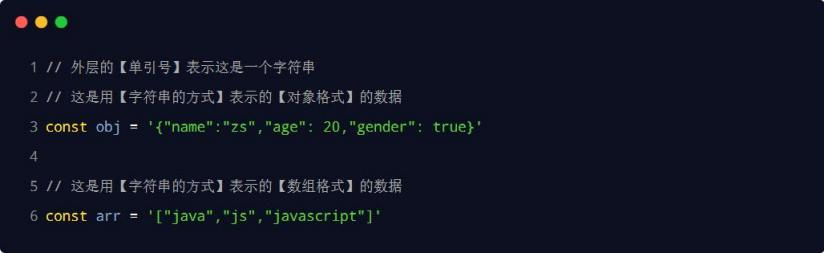 1 // 外层的【单引号】表示这是一个字符串
2 // 这是用【字符串的方式】表示的【对象格式】的数据
3 const obj = '{"name":"zs","age": 20,"gender": true}'
4
5 // 这是用【字符串的方式】表示的【数组格式】的数据
6 const arr = '["java","js","javascript"]'